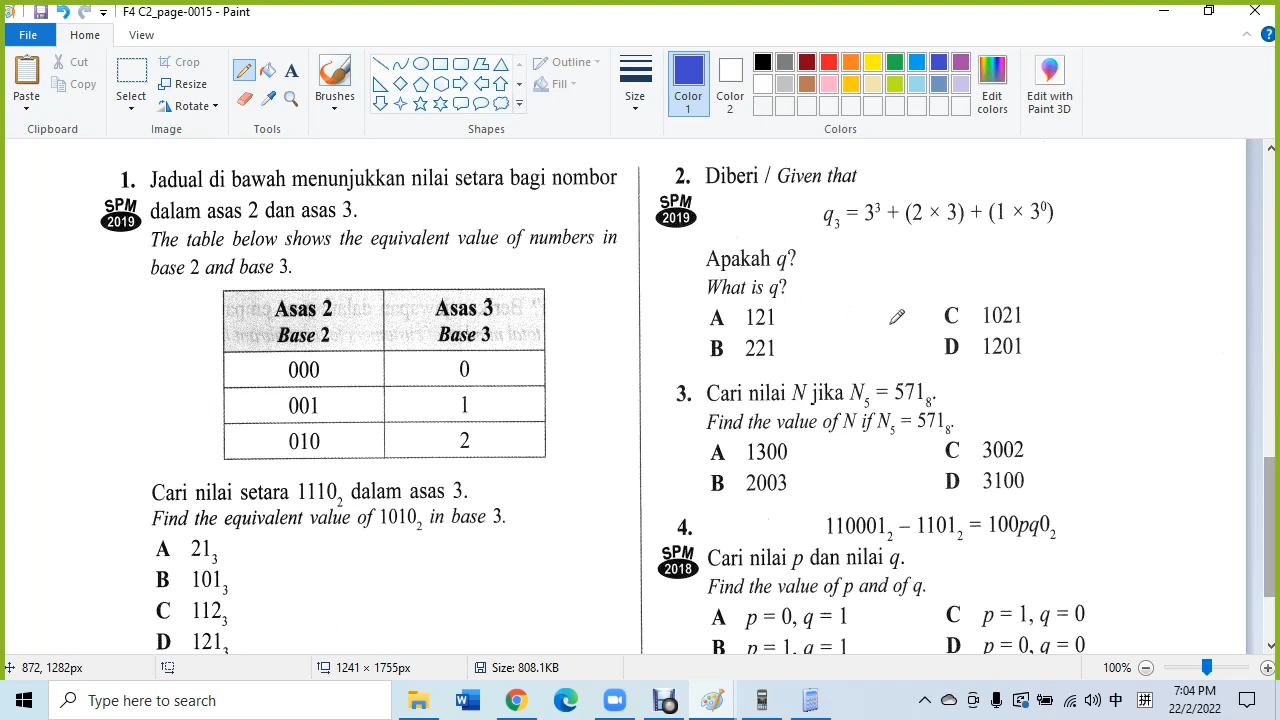 F4 C2_page-0015 - Paint
File
Home
View
Paste
Cut
Copy
Clipboard
Select
Crop
Resize
Rotate
Image
Tools
Brushes
Shapes
Outline
Fill
Size
Color 1
Color 2
Colors
Edit colors
Edit with Paint 3D
1. Jadual di bawah menunjukkan nilai setara bagi nombor
SPM 2019
dalam asas 2 dan asas 3.
The table below shows the equivalent value of numbers in
base 2 and base 3.
Asas 2 Asas 3
Base 2 Base 3
000 0
001 1
010 2
Cari nilai setara 1110₂ dalam asas 3.
Find the equivalent value of 1010₂ in base 3.
A 21₃
B 101₃
C 112₃
D 121₃
2. Diberi / Given that
SPM 2019
q₃ = 3³ + (2 × 3) + (1 × 3⁰)
Apakah q?
What is q?
A 121 C 1021
B 221 D 1201
3. Cari nilai N jika N₅ = 571₈.
Find the value of N if N₅ = 571₈.
A 1300 C 3002
B 2003 D 3100
4. 110001₂ – 1101₂ = 100pq0₂
SPM 2018
Cari nilai p dan nilai q.
Find the value of p and of q.
A p = 0, q = 1 C p = 1, q = 0
B p = 1, q = 1 D p = 0, q = 0
872, 1282px
1241 × 1755px
Size: 808.1KB
100%
Type here to search
中
拼
7:04 PM
22/2/2022